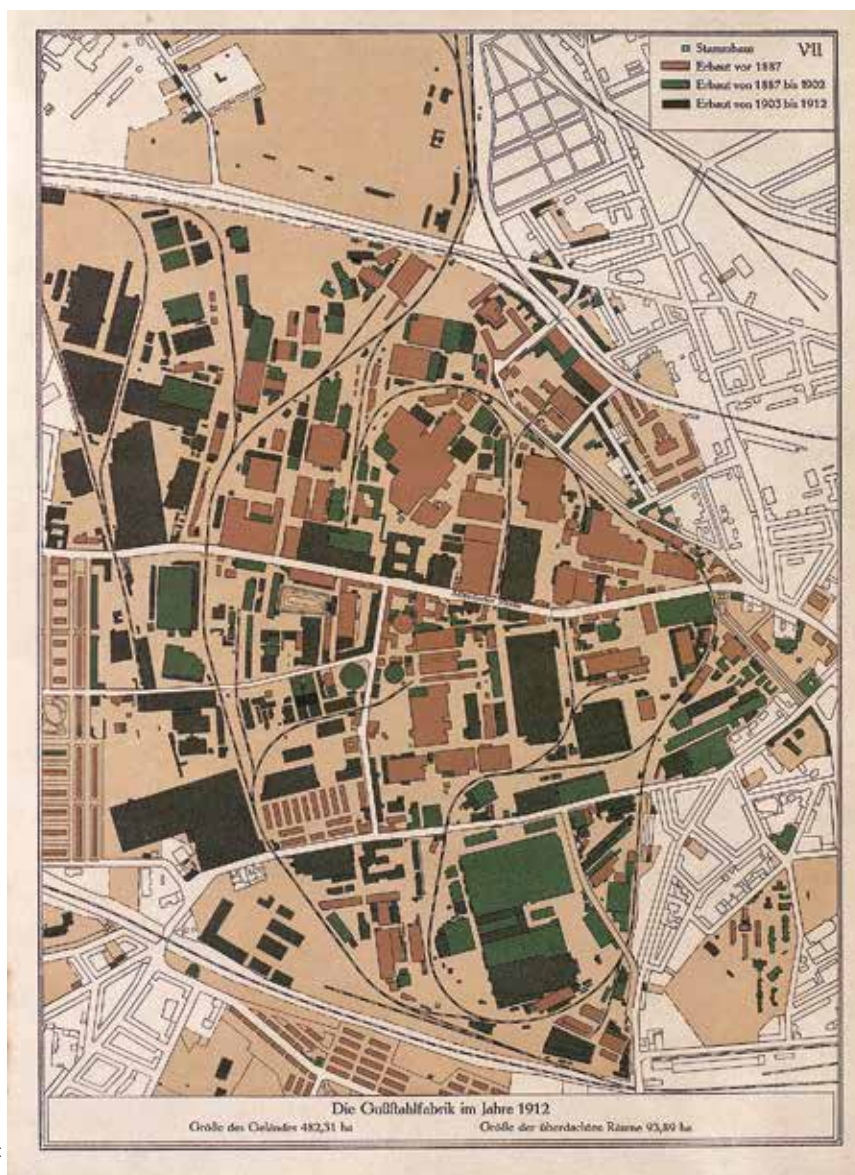 Stammhaus VII
Erbaut vor 1887
Erbaut von 1887 bis 1902
Erbaut von 1903 bis 1912
L
Die Gußstahlfabrik im Jahre 1912
Größe des Geländes 482,31 ha Größe der überdachten Räume 93,89 ha